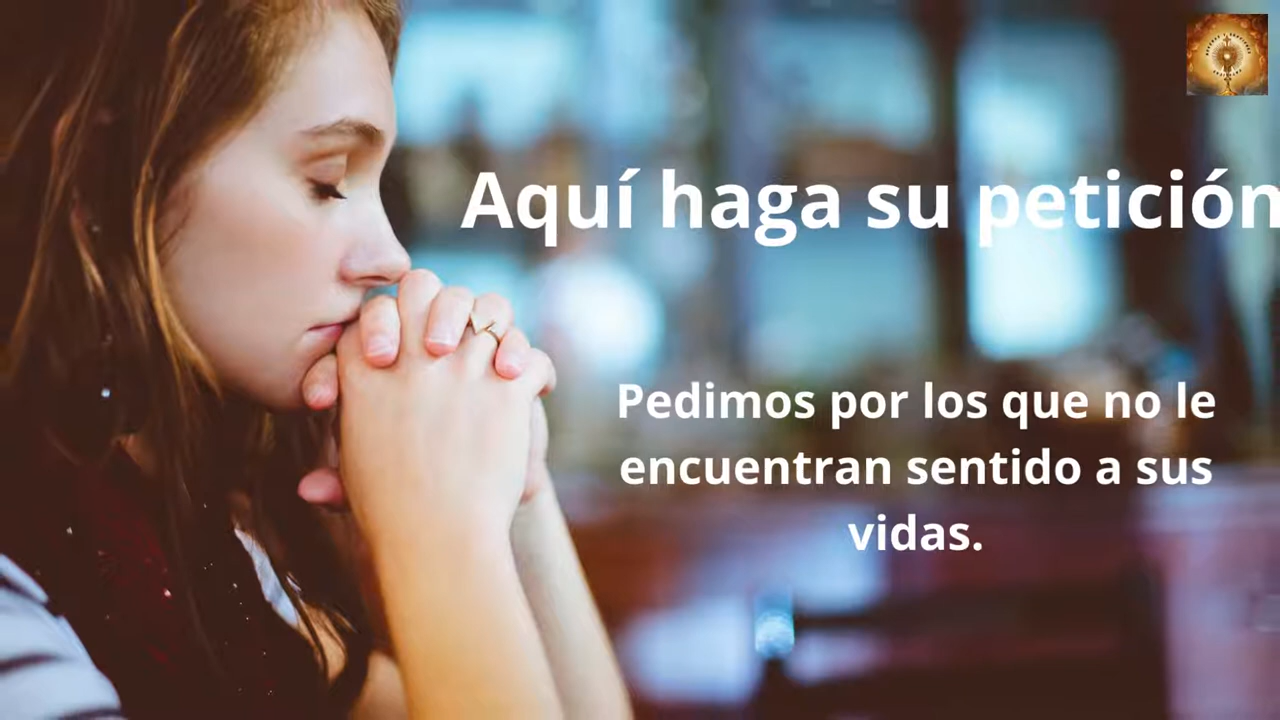 Aquí haga su petición
Pedimos por los que no le
encuentran sentido a sus
vidas.